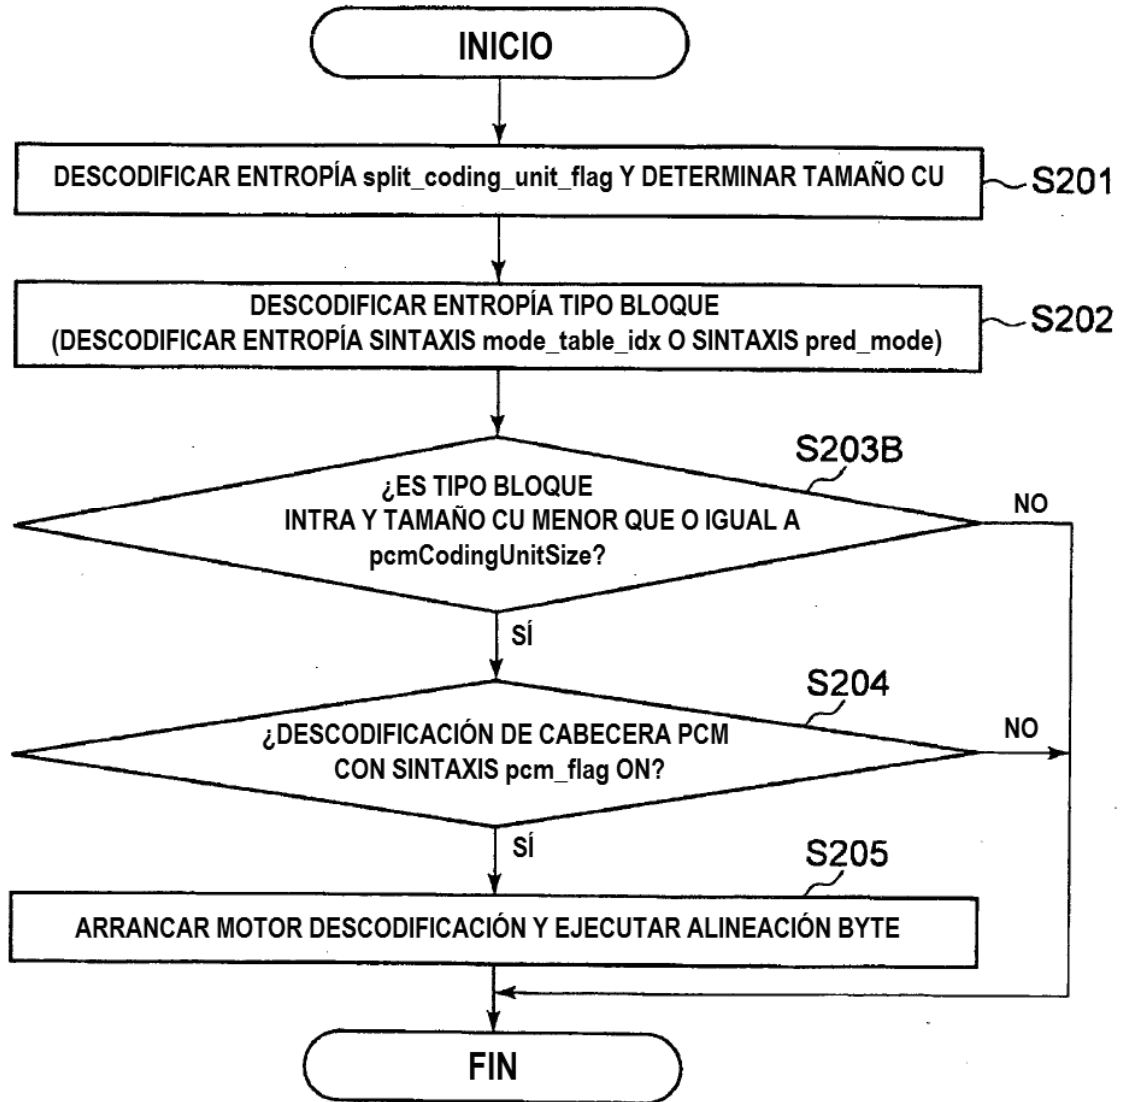 INICIO
DESCODIFICAR ENTROPÍA split_coding_unit_flag Y DETERMINAR TAMAÑO CU
S201
DESCODIFICAR ENTROPÍA TIPO BLOQUE
(DESCODIFICAR ENTROPÍA SINTAXIS mode_table_idx O SINTAXIS pred_mode)
S202
S203B
¿ES TIPO BLOQUE
INTRA Y TAMAÑO CU MENOR QUE O IGUAL A
pcmCodingUnitSize?
NO
SÍ
S204
¿DESCODIFICACIÓN DE CABECERA PCM
CON SINTAXIS pcm_flag ON?
NO
SÍ
S205
ARRANCAR MOTOR DESCODIFICACIÓN Y EJECUTAR ALINEACIÓN BYTE
FIN